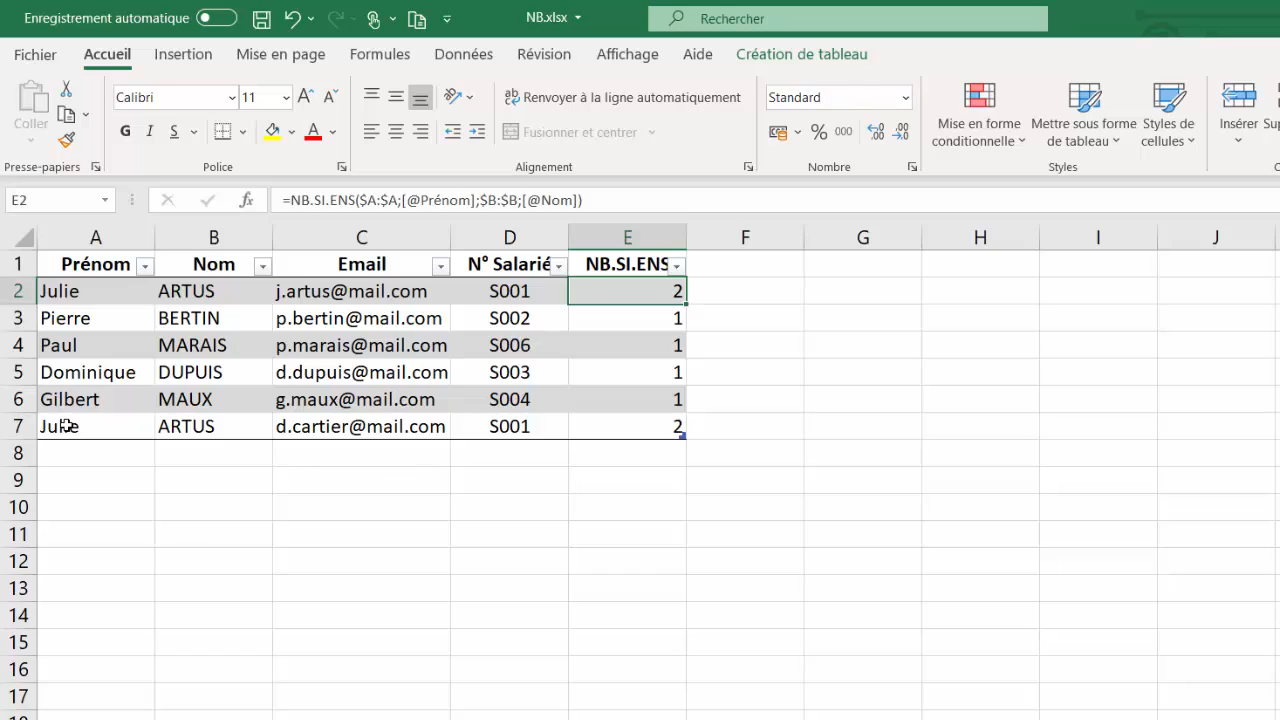 Enregistrement automatique NB.xlsx Rechercher
Fichier Accueil Insertion Mise en page Formules Données Révision Affichage Aide Création de tableau
Coller
Calibri 11 A A
G I S A
Presse-papiers Police
ab Renvoyer à la ligne automatiquement
Fusionner et centrer
Alignement
Standard
% 000
Nombre
Mise en forme conditionnelle
Mettre sous forme de tableau
Styles de cellules
Styles
Insérer
E2 fx =NB.SI.ENS($A:$A;[@Prénom];$B:$B;[@Nom])
A B C D E F G H I J
1 Prénom Nom Email N° Salarié NB.SI.ENS
2 Julie ARTUS j.artus@mail.com S001 2
3 Pierre BERTIN p.bertin@mail.com S002 1
4 Paul MARAIS p.marais@mail.com S006 1
5 Dominique DUPUIS d.dupuis@mail.com S003 1
6 Gilbert MAUX g.maux@mail.com S004 1
7 Julie ARTUS d.cartier@mail.com S001 2
8
9
10
11
12
13
14
15
16
17